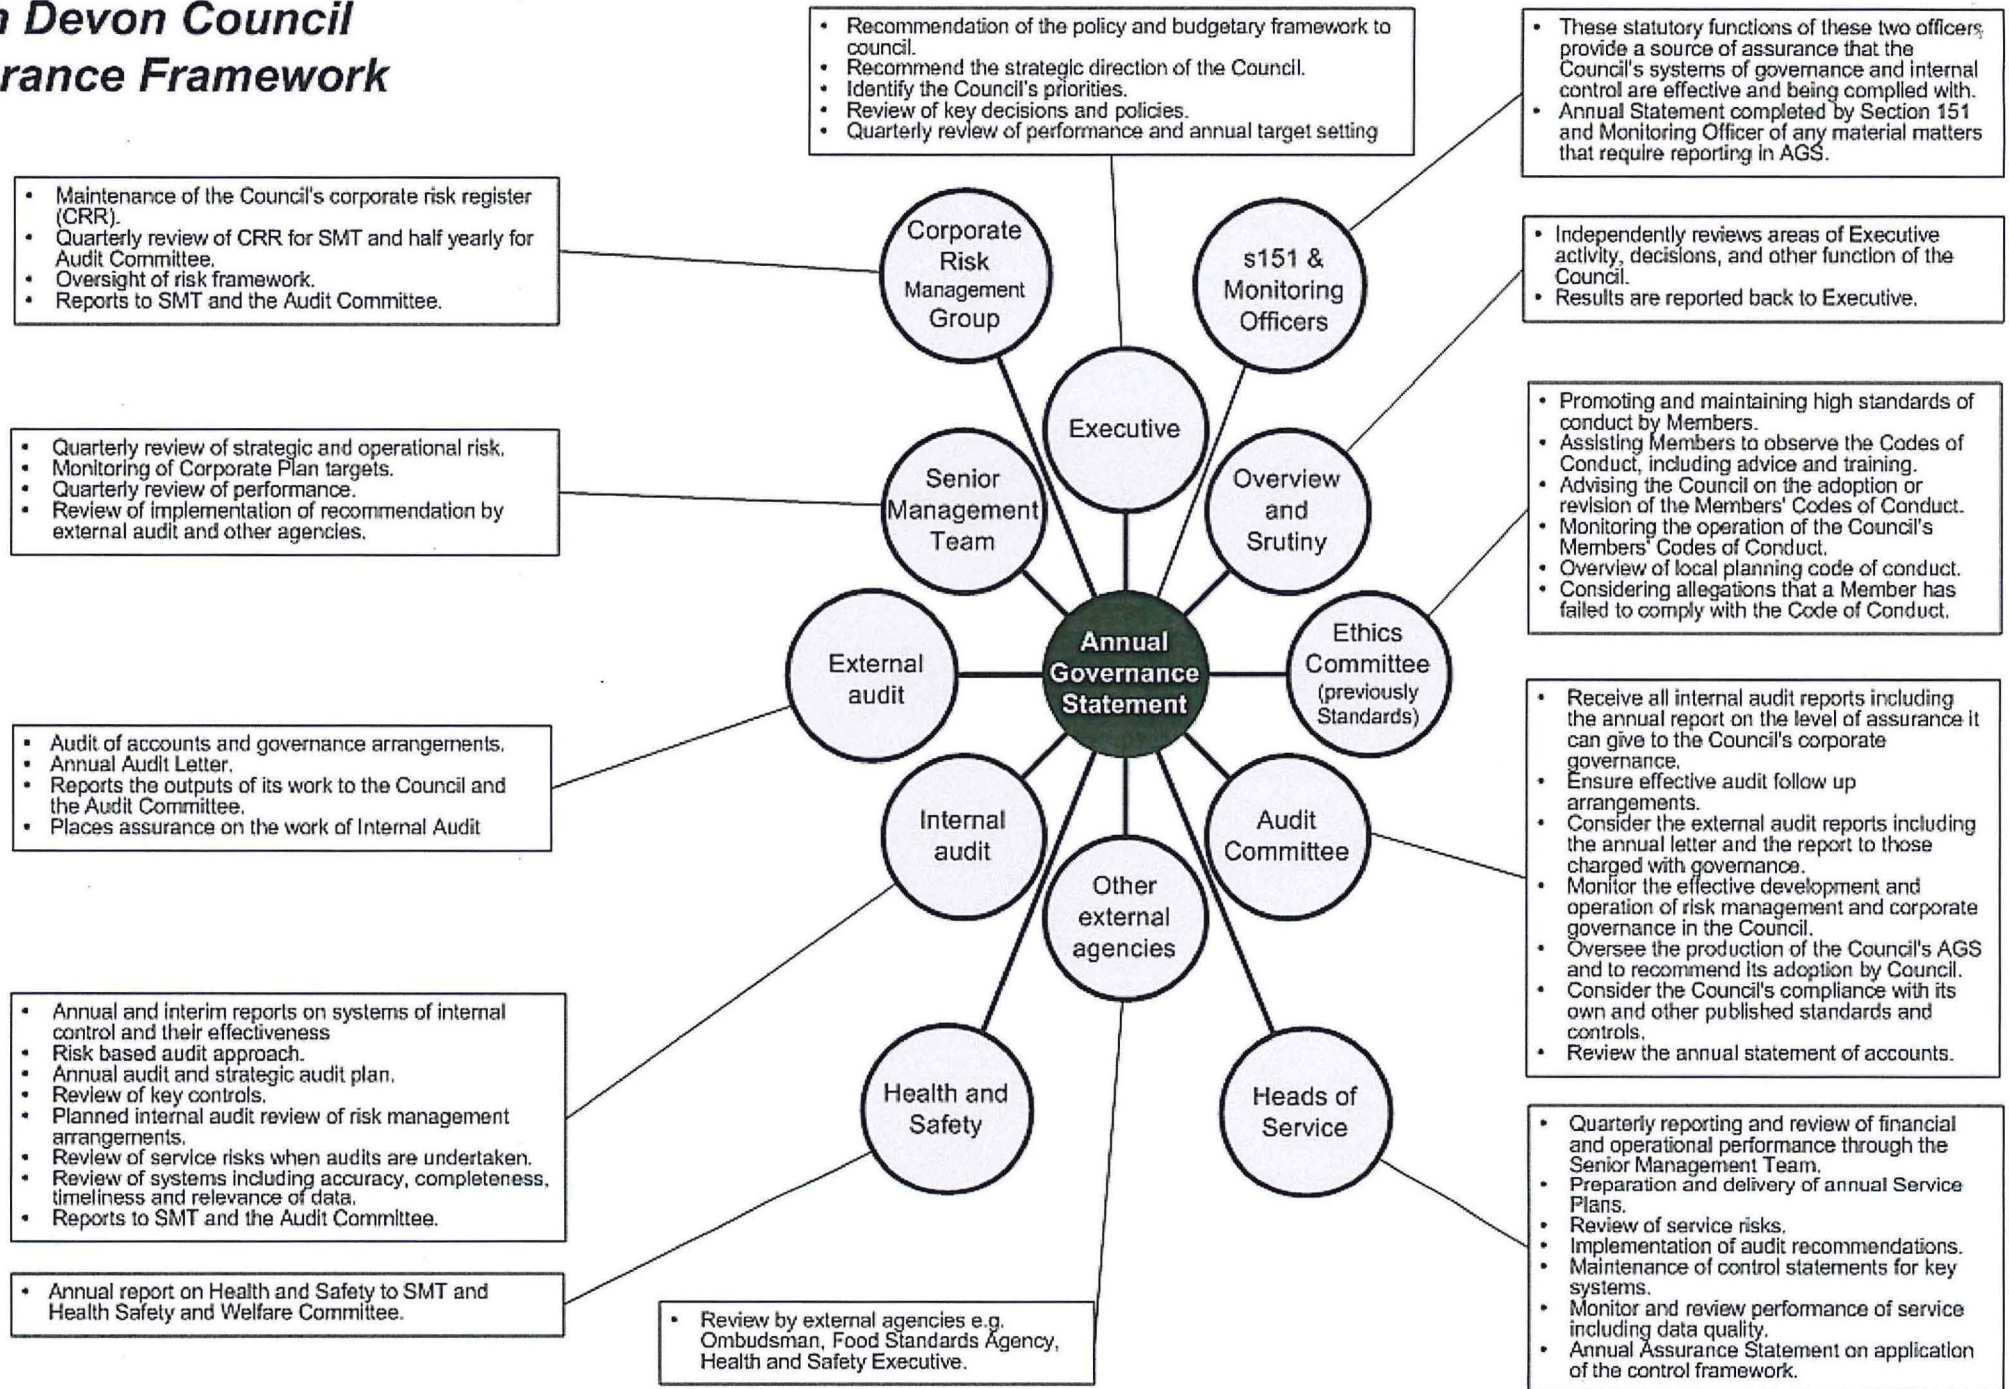 Devon Council
rance Framework
• Recommendation of the policy and budgetary framework to
council.
• Recommend the strategic direction of the Council.
• Identify the Council's priorities.
• Review of key decisions and policies.
• Quarterly review of performance and annual target setting
• These statutory functions of these two officers
provide a source of assurance that the
Council's systems of governance and internal
control are effective and being complied with.
• Annual Statement completed by Section 151
and Monitoring Officer of any material matters
that require reporting in AGS.
• Maintenance of the Council's corporate risk register
(CRR).
• Quarterly review of CRR for SMT and half yearly for
Audit Committee.
• Oversight of risk framework.
• Reports to SMT and the Audit Committee.
Corporate
Risk
Management
Group
s151 &
Monitoring
Officers
• Independently reviews areas of Executive
activity, decisions, and other function of the
Council.
• Results are reported back to Executive.
Executive
• Quarterly review of strategic and operational risk.
• Monitoring of Corporate Plan targets.
• Quarterly review of performance.
• Review of implementation of recommendation by
external audit and other agencies.
Senior
Management
Team
Overview
and
Srutiny
• Promoting and maintaining high standards of
conduct by Members.
• Assisting Members to observe the Codes of
Conduct, including advice and training.
• Advising the Council on the adoption or
revision of the Members' Codes of Conduct.
• Monitoring the operation of the Council's
Members' Codes of Conduct.
• Overview of local planning code of conduct.
• Considering allegations that a Member has
failed to comply with the Code of Conduct.
External
audit
Annual
Governance
Statement
Ethics
Committee
(previously
Standards)
• Audit of accounts and governance arrangements.
• Annual Audit Letter.
• Reports the outputs of its work to the Council and
the Audit Committee.
• Places assurance on the work of Internal Audit
• Receive all internal audit reports including
the annual report on the level of assurance it
can give to the Council's corporate
governance.
• Ensure effective audit follow up
arrangements.
• Consider the external audit reports including
the annual letter and the report to those
charged with governance.
• Monitor the effective development and
operation of risk management and corporate
governance in the Council.
• Oversee the production of the Council's AGS
and to recommend its adoption by Council.
• Consider the Council's compliance with its
own and other published standards and
controls.
• Review the annual statement of accounts.
Internal
audit
Audit
Committee
Other
external
agencies
• Annual and interim reports on systems of internal
control and their effectiveness
• Risk based audit approach.
• Annual audit and strategic audit plan.
• Review of key controls.
• Planned internal audit review of risk management
arrangements.
• Review of service risks when audits are undertaken.
• Review of systems including accuracy, completeness,
timeliness and relevance of data.
• Reports to SMT and the Audit Committee.
Health and
Safety
Heads of
Service
• Quarterly reporting and review of financial
and operational performance through the
Senior Management Team.
• Preparation and delivery of annual Service
Plans.
• Review of service risks.
• Implementation of audit recommendations.
• Maintenance of control statements for key
systems.
• Monitor and review performance of service
including data quality.
• Annual Assurance Statement on application
of the control framework.
• Annual report on Health and Safety to SMT and
Health Safety and Welfare Committee.
• Review by external agencies e.g.
Ombudsman, Food Standards Agency,
Health and Safety Executive.